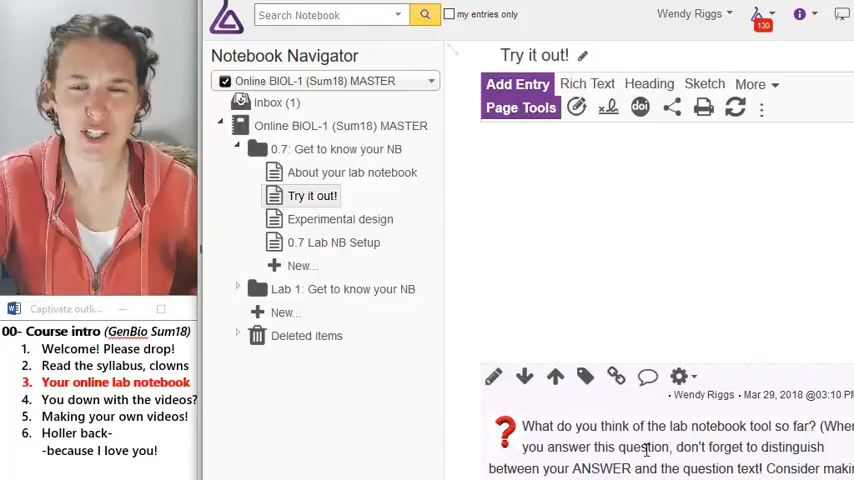 Search Notebook
my entries only
Wendy Riggs
130
Notebook Navigator
Online BIOL-1 (Sum18) MASTER
Inbox (1)
Online BIOL-1 (Sum18) MASTER
0.7: Get to know your NB
About your lab notebook
Try it out!
Experimental design
0.7 Lab NB Setup
New...
Lab 1: Get to know your NB
New...
Deleted items
Try it out!
Add Entry Rich Text Heading Sketch More
Page Tools doi
• Wendy Riggs • Mar 29, 2018 @03:10 P
What do you think of the lab notebook tool so far? (When
you answer this question, don't forget to distinguish
between your ANSWER and the question text! Consider makin
Captivate outli...
00- Course intro (GenBio Sum18)
1. Welcome! Please drop!
2. Read the syllabus, clowns
3. Your online lab notebook
4. You down with the videos?
5. Making your own videos!
6. Holler back-
-because I love you!